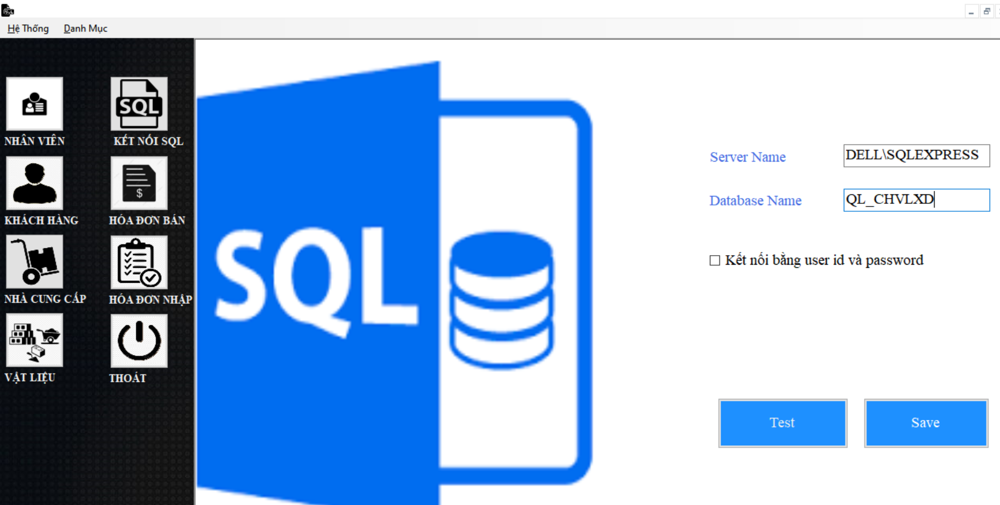 Hệ Thống Danh Mục
NHÂN VIÊN
SQL
KẾT NỐI SQL
KHÁCH HÀNG
$
HÓA ĐƠN BÁN
NHÀ CUNG CẤP
HÓA ĐƠN NHẬP
VẬT LIỆU
THOÁT
SQL
Server Name DELL\SQLEXPRESS
Database Name QL_CHVLXD
Kết nối bằng user id và password
Test Save